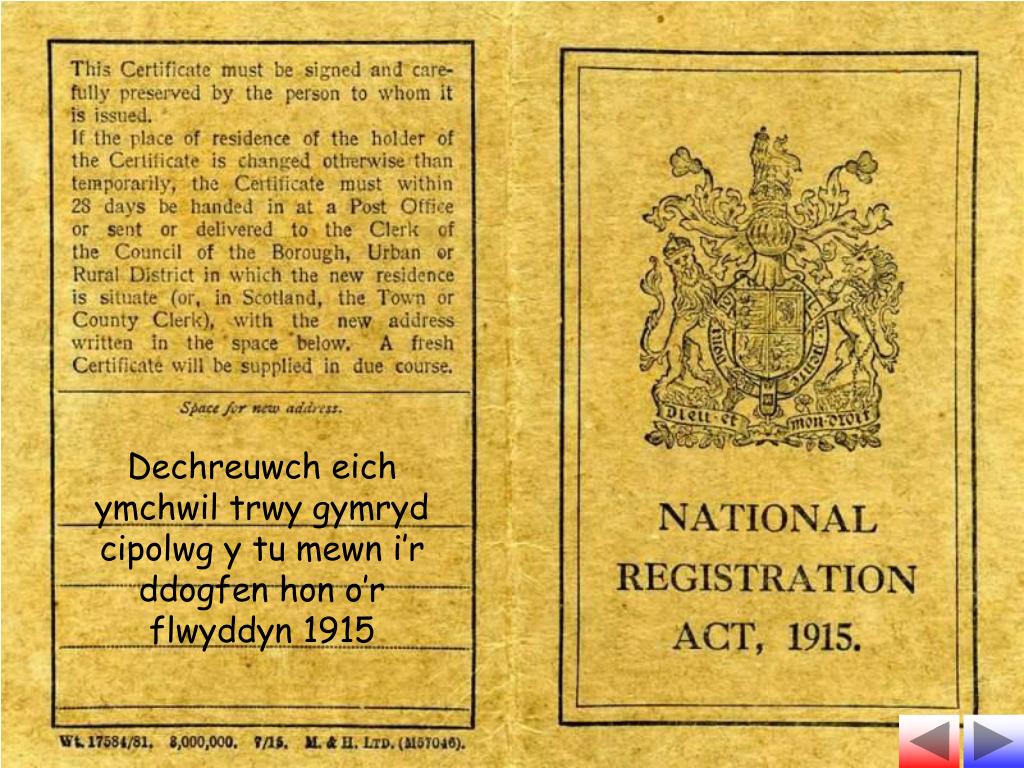 This Certificate must be signed and care-
fully preserved by the person to whom it
is issued.
If the place of residence of the holder of
the Certificate is changed otherwise than
temporarily, the Certificate must within
28 days be handed in at a Post Office
or sent or delivered to the Clerk of
the Council of the Borough, Urban or
Rural District in which the new residence
is situate (or, in Scotland, the Town or
County Clerk), with the new address
written in the space below. A fresh
Certificate will be supplied in due course.
Space for new address.
Dechreuwch eich
ymchwil trwy gymryd
cipolwg y tu mewn i'r
ddogfen hon o'r
flwyddyn 1915
Wt. 17584/81. 8,000,000. 7/15. M. & H. LTD. (M57046).
Dieu et mon droit
NATIONAL
REGISTRATION
ACT, 1915.